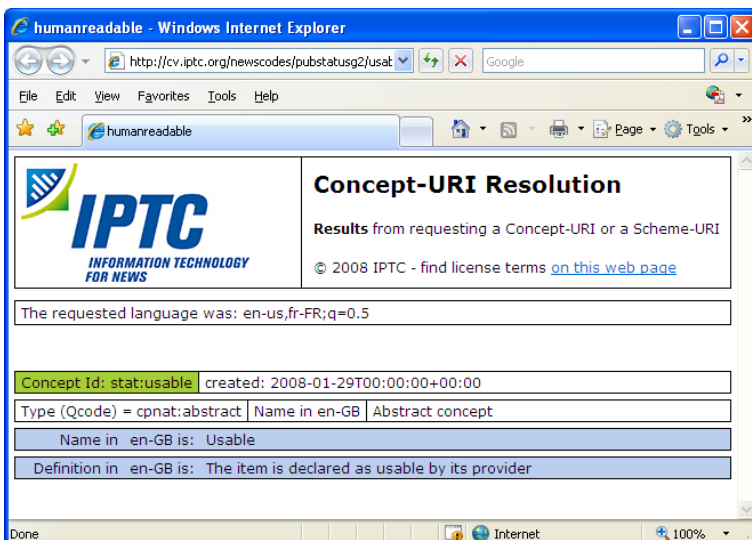 humanreadable - Windows Internet Explorer
http://cv.iptc.org/newscodes/pubstatusg2/usab
Google
File Edit View Favorites Tools Help
humanreadable
Page Tools
IPTC
INFORMATION TECHNOLOGY
FOR NEWS
Concept-URI Resolution
Results from requesting a Concept-URI or a Scheme-URI
© 2008 IPTC - find license terms on this web page
The requested language was: en-us,fr-FR;q=0.5
Concept Id: stat:usable created: 2008-01-29T00:00:00+00:00
Type (Qcode) = cpnat:abstract Name in en-GB Abstract concept
Name in en-GB is: Usable
Definition in en-GB is: The item is declared as usable by its provider
Done Internet 100%